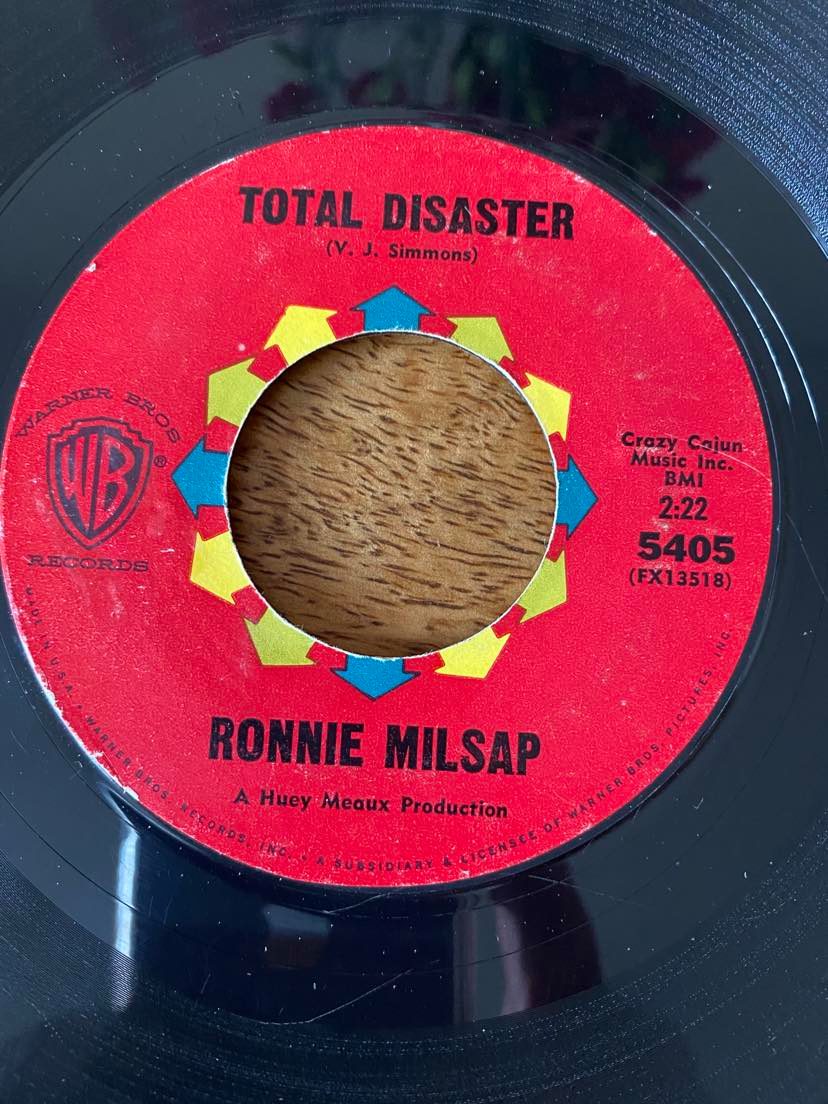 TOTAL DISASTER
(V. J. Simmons)
WARNER BROS
WB®
RECORDS
Crazy Cajun
Music Inc.
BMI
2:22
5405
(FX13518)
RONNIE MILSAP
A Huey Meaux Production
MADE IN U.S.A. • WARNER BROS. RECORDS, INC. • A SUBSIDIARY & LICENSEE OF WARNER BROS. PICTURES, INC.